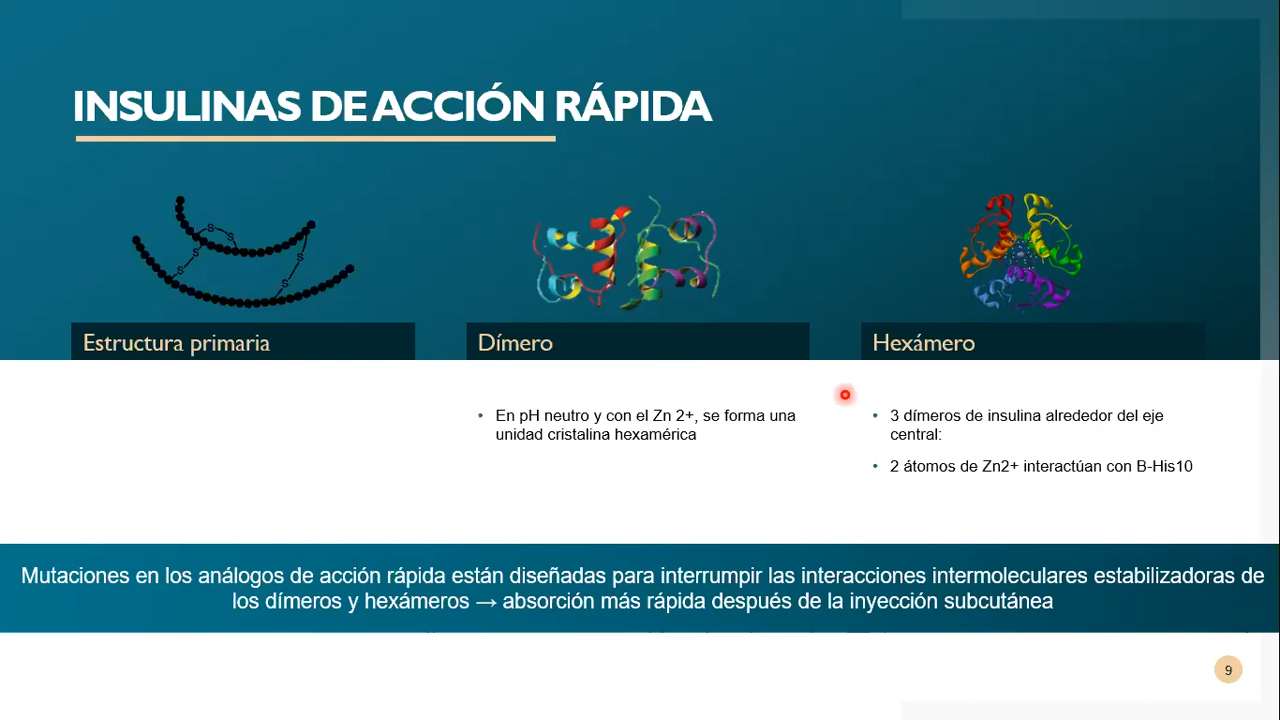 INSULINAS DE ACCIÓN RÁPIDA
S
S
S
S
S
S
Estructura primaria
Dímero
• En pH neutro y con el Zn 2+, se forma una
unidad cristalina hexamérica
Hexámero
• 3 dímeros de insulina alrededor del eje
central:
• 2 átomos de Zn2+ interactúan con B-His10
Mutaciones en los análogos de acción rápida están diseñadas para interrumpir las interacciones intermoleculares estabilizadoras de
los dímeros y hexámeros → absorción más rápida después de la inyección subcutánea
9